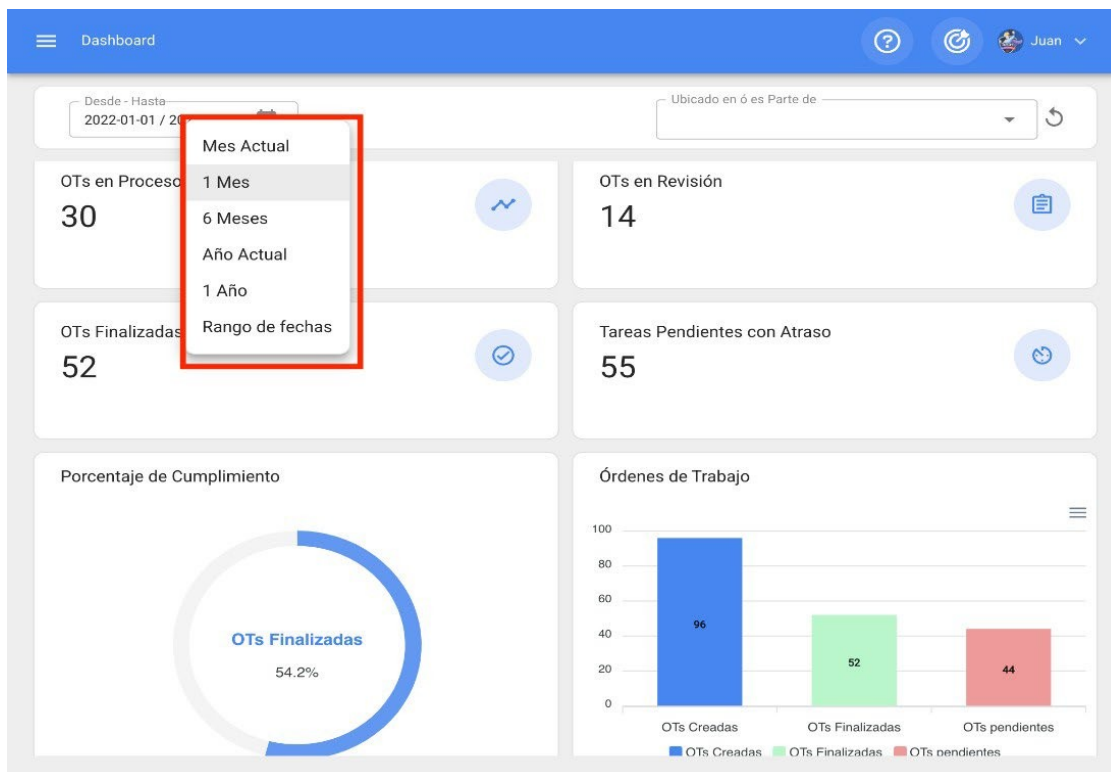 Dashboard
Juan
Desde - Hasta
2022-01-01 /
Ubicado en ó es Parte de
Mes Actual
1 Mes
6 Meses
Año Actual
1 Año
Rango de fechas
OTs en Proceso
30
OTs en Revisión
14
OTs Finalizadas
52
Tareas Pendientes con Atraso
55
Porcentaje de Cumplimiento
OTs Finalizadas
54.2%
Órdenes de Trabajo
100
80
60
40
20
0
96
52
44
OTs Creadas OTs Finalizadas OTs pendientes
OTs Creadas OTs Finalizadas OTs pendientes